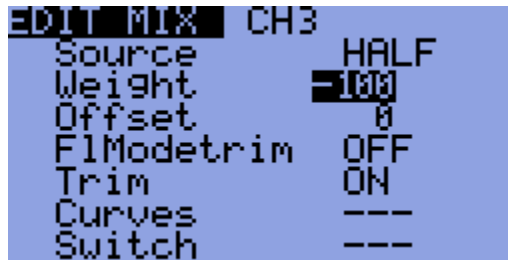 EDIT MIX CH3
Source HALF
Weight -100
Offset 0
FlModetrim OFF
Trim ON
Curves ---
Switch ---